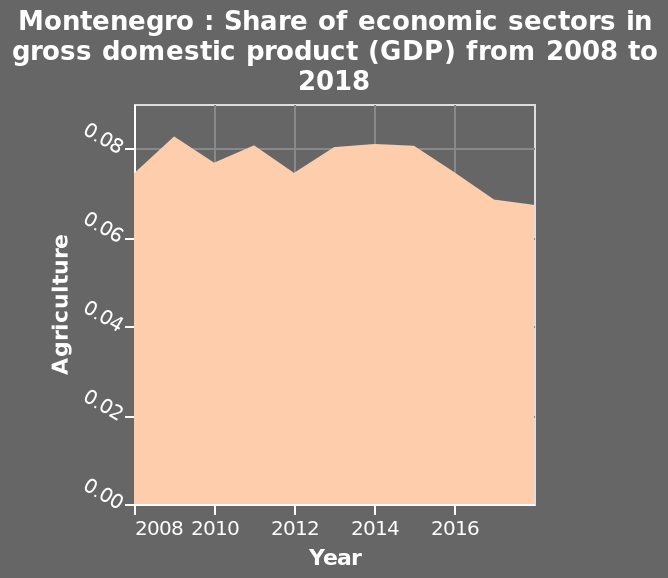 Montenegro : Share of economic sectors in
gross domestic product (GDP) from 2008 to
2018
0.08
0.06
0.04
0.02
0.00
Agriculture
2008 2010 2012 2014 2016
Year